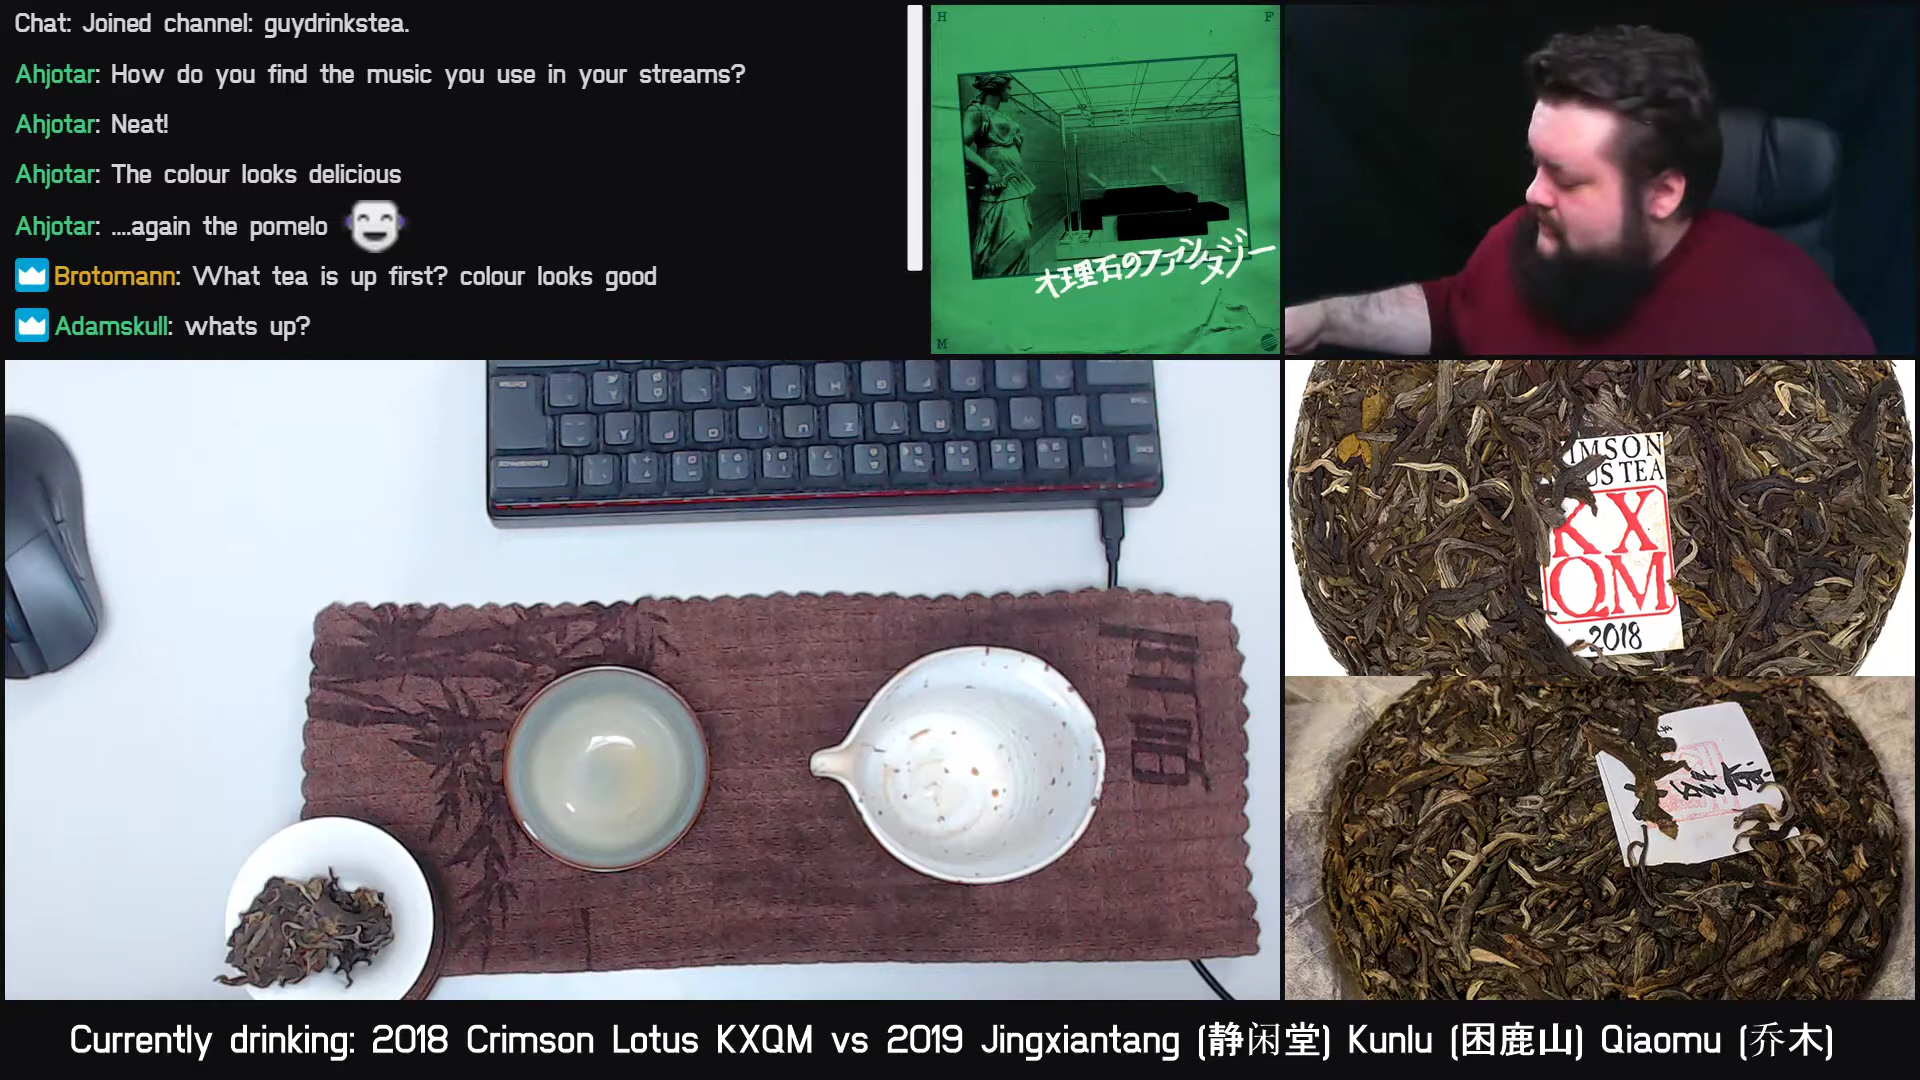 Chat: Joined channel: guydrinkstea.
Ahjotar: How do you find the music you use in your streams?
Ahjotar: Neat!
Ahjotar: The colour looks delicious
Ahjotar: ....again the pomelo
Brotomann: What tea is up first? colour looks good
Adamskull: whats up?
H F
大理石のファンタジー
M
IMSON
US TEA
KX
QM
2018
Currently drinking: 2018 Crimson Lotus KXQM vs 2019 Jingxiantang (静闲堂) Kunlu (困鹿山) Qiaomu (乔木)